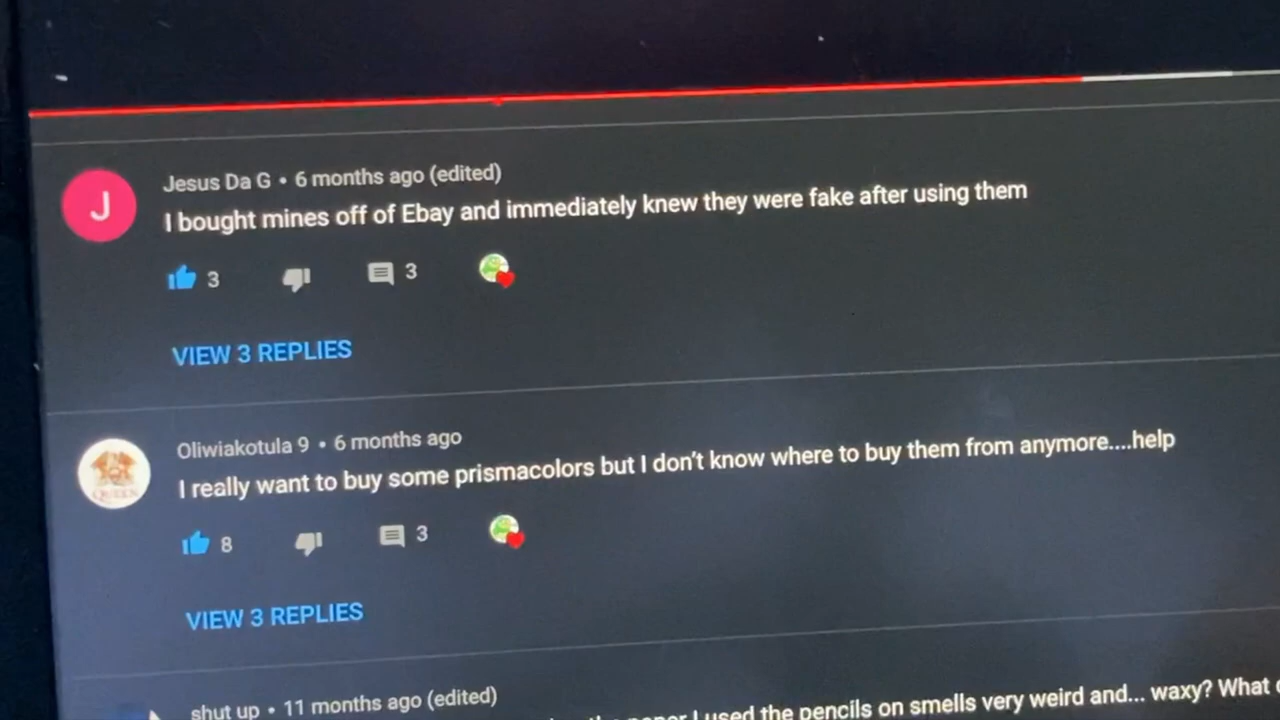 J
Jesus Da G • 6 months ago (edited)
I bought mines off of Ebay and immediately knew they were fake after using them
3
3
VIEW 3 REPLIES
QUEEN
Oliwiakotula 9 • 6 months ago
I really want to buy some prismacolors but I don't know where to buy them from anymore....help
8
3
VIEW 3 REPLIES
shut up • 11 months ago (edited)
I used the pencils on smells very weird and... waxy? What